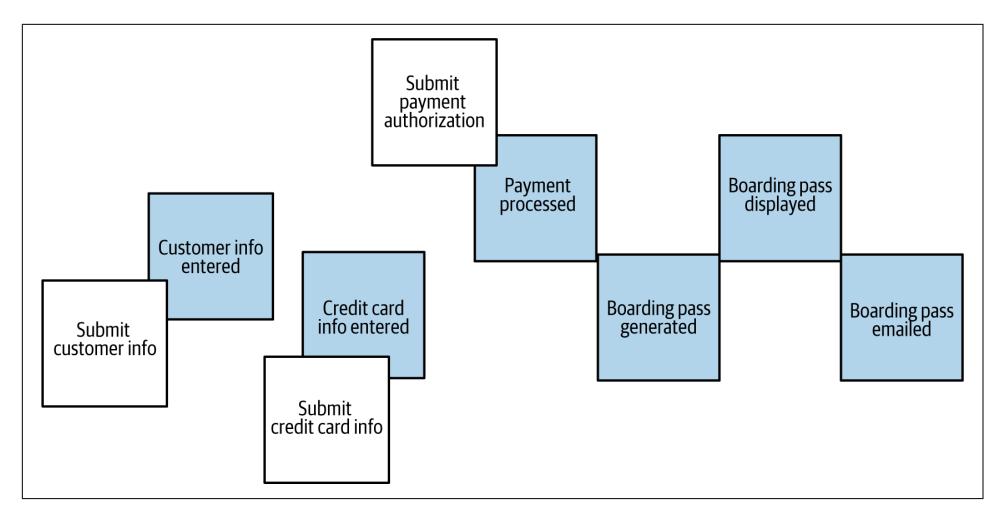 Submit
payment
authorization
Payment
processed
Boarding pass
displayed
Customer info
entered
Credit card
info entered
Boarding pass
generated
Boarding pass
emailed
Submit
customer info
Submit
credit card info